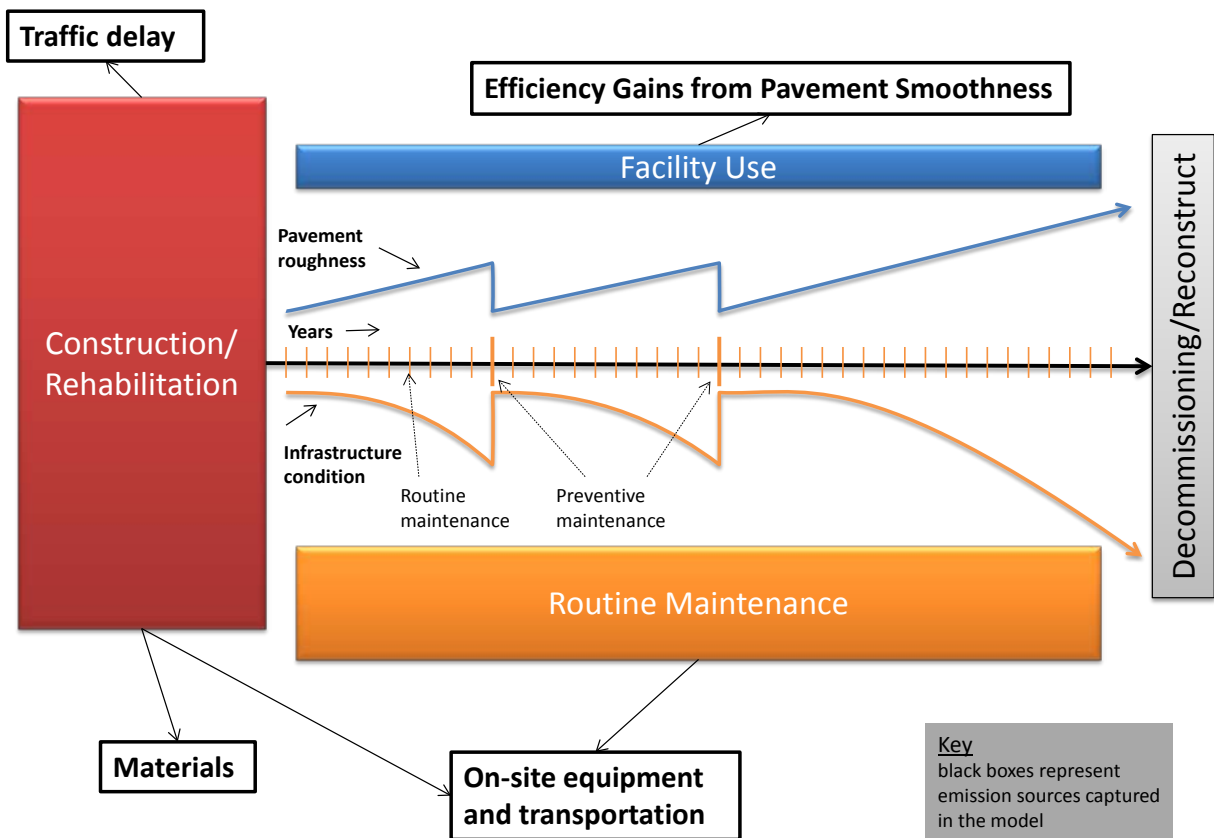 Traffic delay
Efficiency Gains from Pavement Smoothness
Facility Use
Pavement
roughness
Years
Construction/
Rehabilitation
Infrastructure
condition
Routine
maintenance
Preventive
maintenance
Decommissioning/Reconstruct
Routine Maintenance
Materials
On-site equipment
and transportation
Key
black boxes represent
emission sources captured
in the model